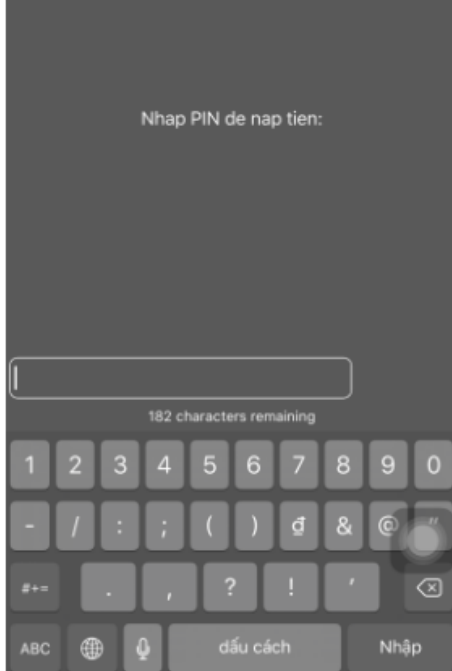 Nhap PIN de nap tien:
182 characters remaining
1 2 3 4 5 6 7 8 9 0
- / : ; ( ) đ & @ "
#+= . , ? ! ’
ABC dấu cách Nhập